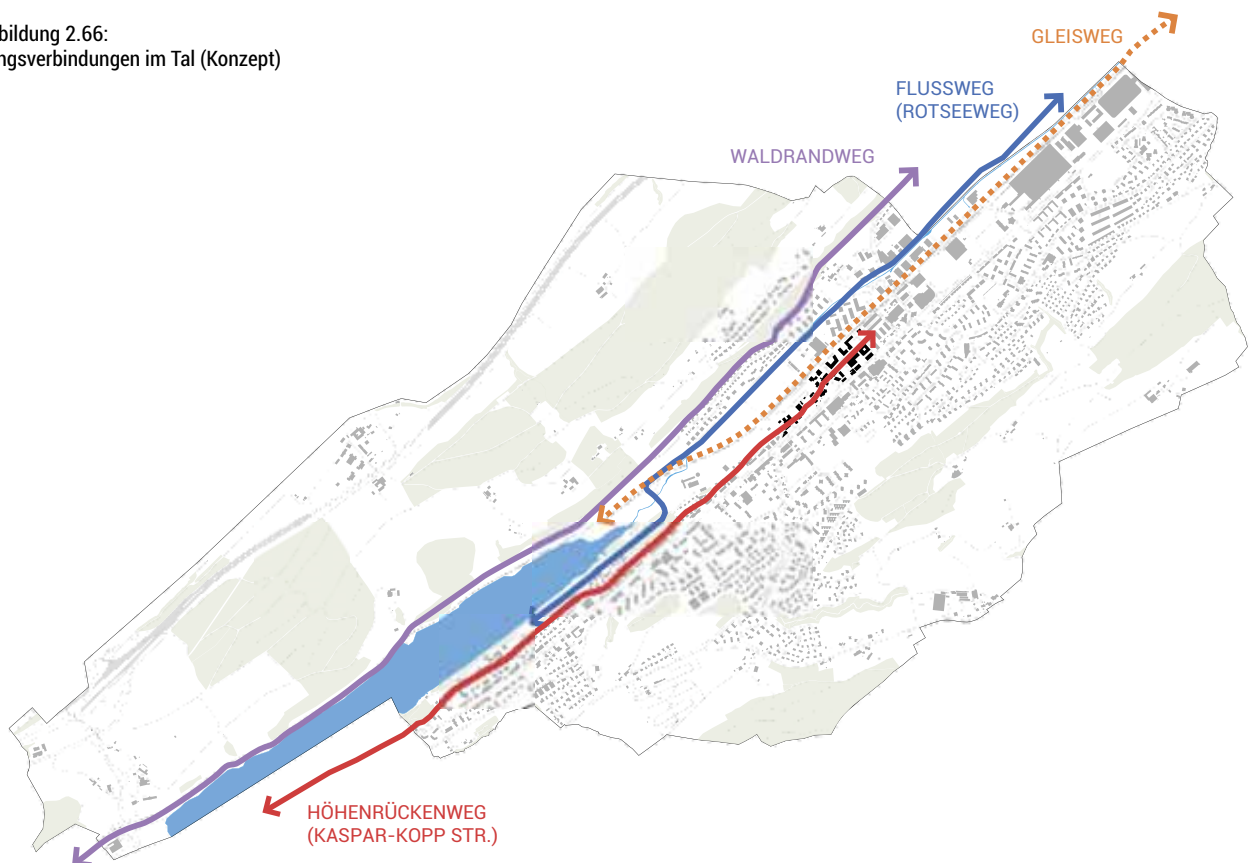 bildung 2.66:
ngsverbindungen im Tal (Konzept)
GLEISWEG
FLUSSWEG
(ROTSEEWEG)
WALDRANDWEG
HÖHENRÜCKENWEG
(KASPAR-KOPP STR.)